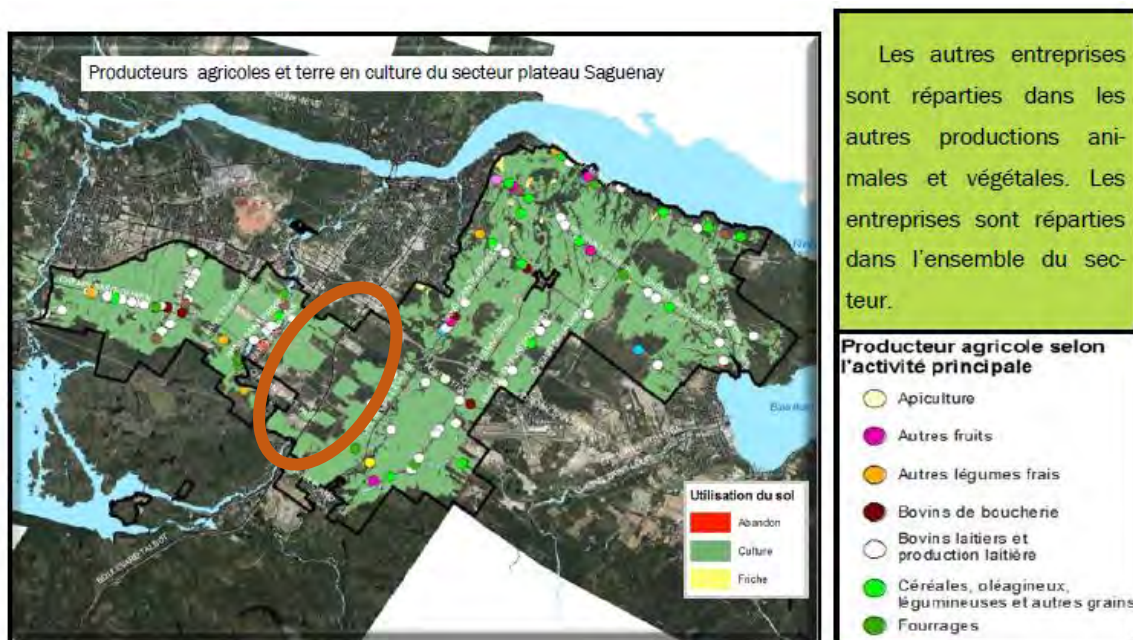 Producteurs agricoles et terre en culture du secteur plateau Saguenay
Utilisation du sol
Abandon
Culture
Friche
BOULEVARD TALBOT
Les autres entreprises
sont réparties dans les
autres productions ani-
males et végétales. Les
entreprises sont réparties
dans l'ensemble du sec-
teur.
Producteur agricole selon
l'activité principale
Apiculture
Autres fruits
Autres légumes frais
Bovins de boucherie
Bovins laitiers et
production laitière
Céréales, oléagineux,
légumineuses et autres grains
Fourrages